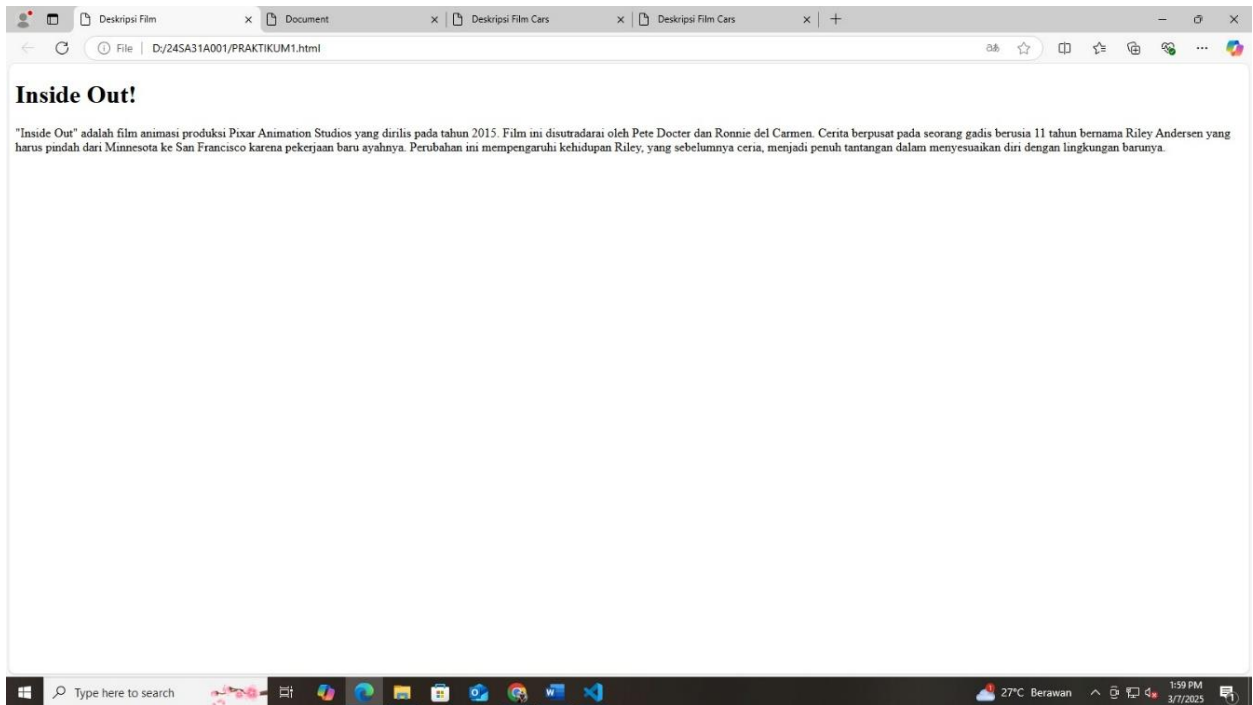 Deskripsi Film
Document
Deskripsi Film Cars
Deskripsi Film Cars
File
D:/24SA31A001/PRAKTIKUM1.html
Inside Out!
"Inside Out" adalah film animasi produksi Pixar Animation Studios yang dirilis pada tahun 2015. Film ini disutradarai oleh Pete Docter dan Ronnie del Carmen. Cerita berpusat pada seorang gadis berusia 11 tahun bernama Riley Andersen yang
harus pindah dari Minnesota ke San Francisco karena pekerjaan baru ayahnya. Perubahan ini mempengaruhi kehidupan Riley, yang sebelumnya ceria, menjadi penuh tantangan dalam menyesuaikan diri dengan lingkungan barunya.
Type here to search
27°C Berawan
1:59 PM
3/7/2025